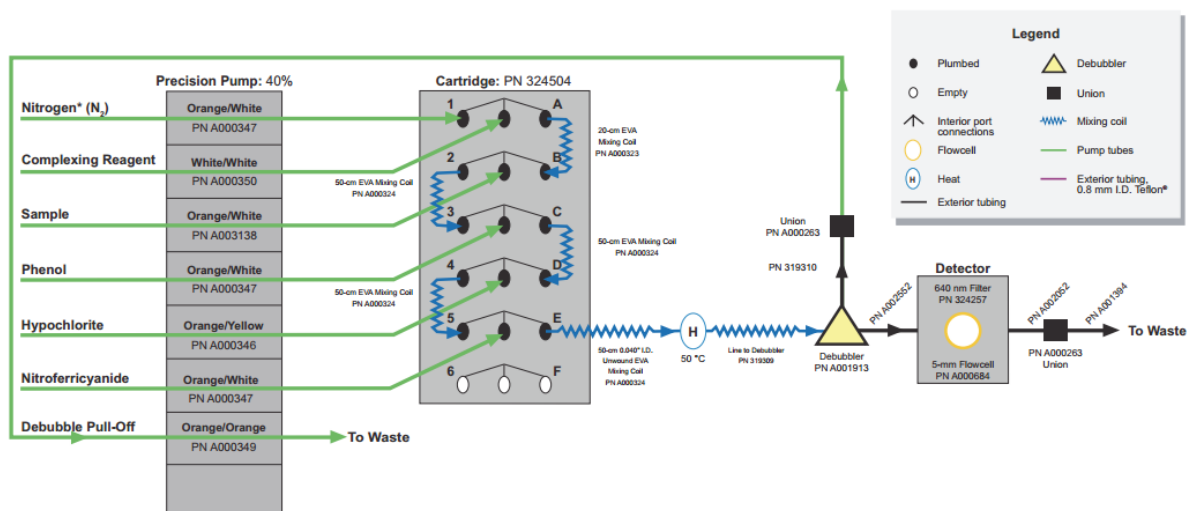 Legend
Plumbed
Empty
Interior port
connections
Flowcell
H
Heat
Exterior tubing
Debubbler
Union
Mixing coil
Pump tubes
Exterior tubing,
0.8 mm I.D. Teflon®
Precision Pump: 40%
Nitrogen* (N2)
Orange/White
PN A000347
Complexing Reagent
White/White
PN A000350
Sample
Orange/White
PN A003138
Phenol
Orange/White
PN A000347
Hypochlorite
Orange/Yellow
PN A000346
Nitroferricyanide
Orange/White
PN A000347
Debubble Pull-Off
Orange/Orange
PN A000349
To Waste
Cartridge: PN 324504
1 A
2 B
3 C
4 D
5 E
6 F
20-cm EVA
Mixing Coil
PN A000323
50-cm EVA Mixing Coil
PN A000324
50-cm EVA Mixing Coil
PN A000324
50-cm EVA Mixing Coil
PN A000324
50-cm 0.040" I.D.
Unwound EVA
Mixing Coil
PN A000324
H
50 °C
Line to Debubbler
PN 319309
Union
PN A000263
PN 319310
Debubbler
PN A001913
PN A002552
Detector
640 nm Filter
PN 324257
5-mm Flowcell
PN A000684
PN A002052
PN A001394
PN A000263
Union
To Waste